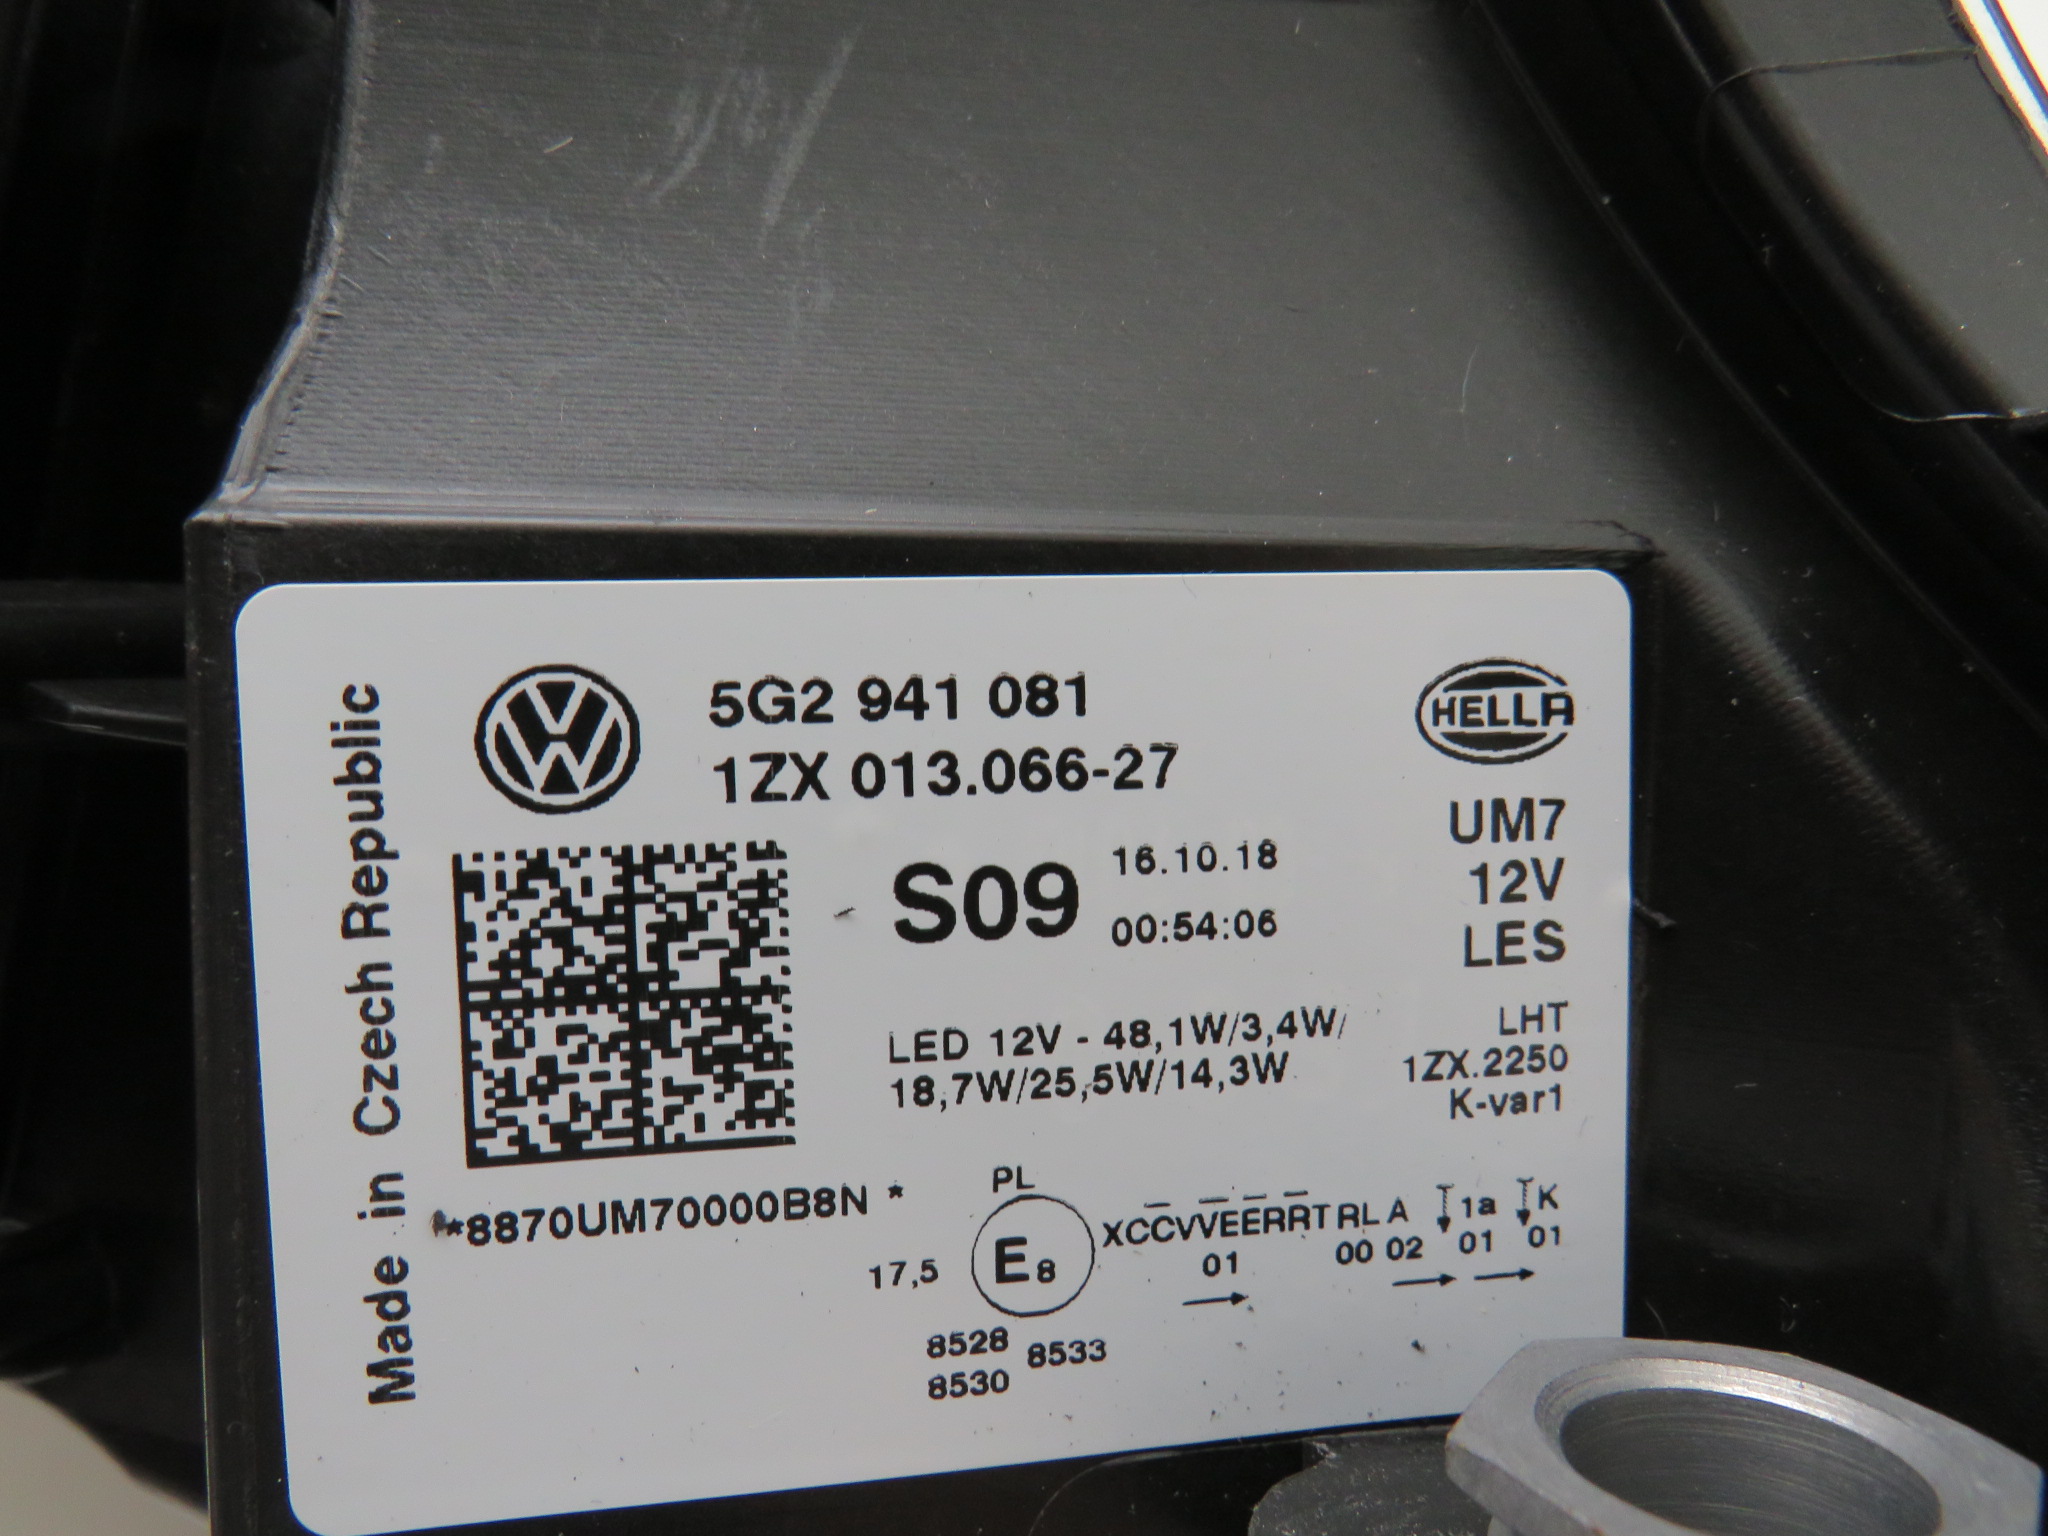 Made in Czech Republic
5G2 941 081
1ZX 013.066-27
HELLA
S09
16.10.18
00:54:06
UM7
12V
LES
LED 12V - 48,1W/3,4W/
18,7W/25,5W/14,3W
LHT
1ZX.2250
K-var1
*8870UM70000B8N *
PL
17,5
E8
XCCVVEERRT RL A 1a K
01 00 02 01 01
8528 8533
8530